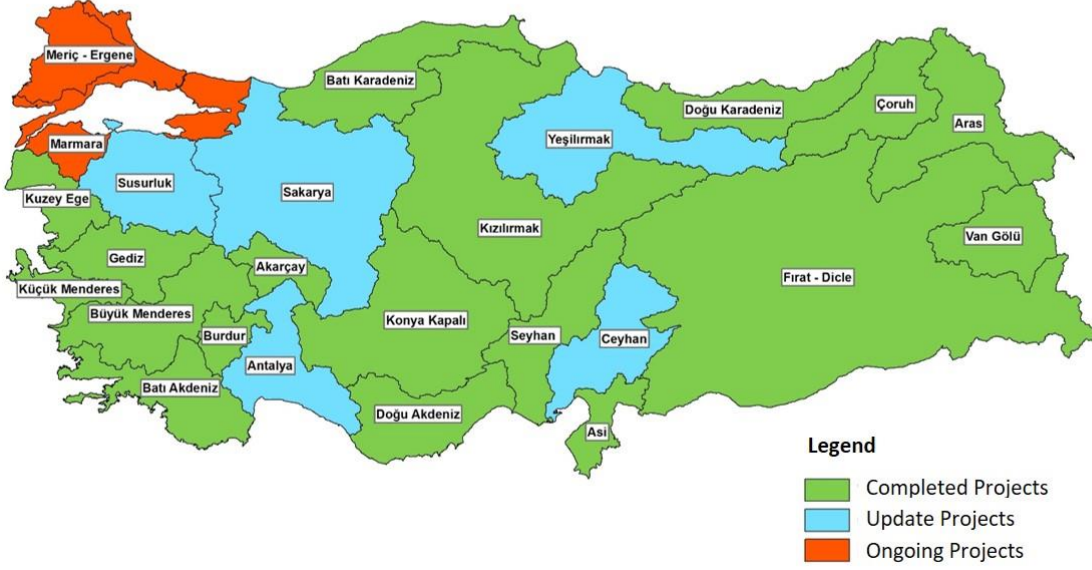 Meriç - Ergene
Batı Karadeniz
Doğu Karadeniz
Çoruh
Aras
Marmara
Yeşilırmak
Susurluk
Sakarya
Kuzey Ege
Kızılırmak
Van Gölü
Gediz
Akarçay
Fırat - Dicle
Küçük Menderes
Büyük Menderes
Konya Kapalı
Burdur
Seyhan
Ceyhan
Antalya
Batı Akdeniz
Doğu Akdeniz
Asi
Legend
Completed Projects
Update Projects
Ongoing Projects